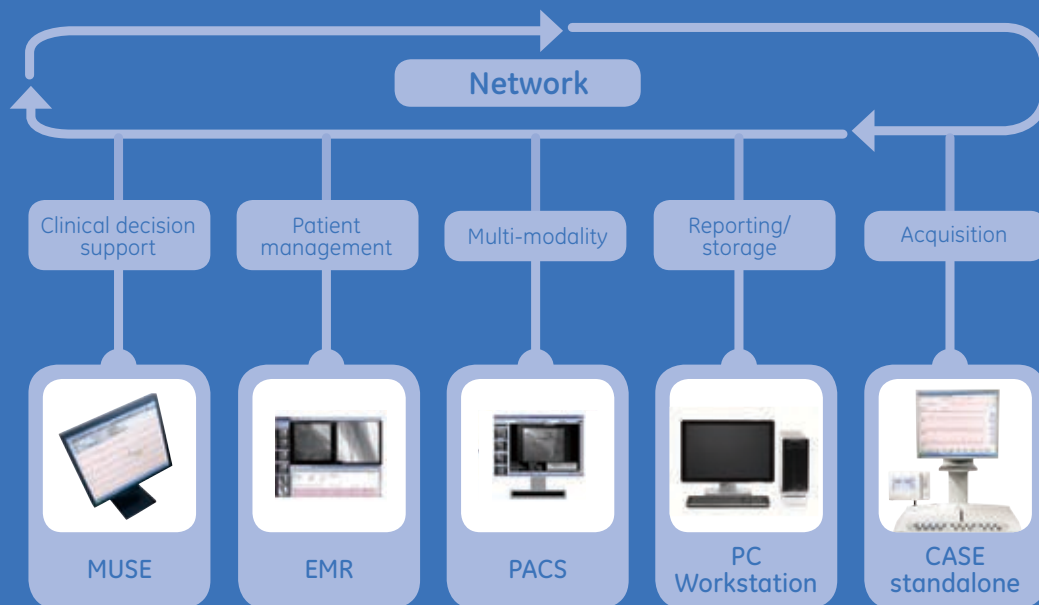 Network
Clinical decision
support
Patient
management
Multi-modality
Reporting/
storage
Acquisition
MUSE
EMR
PACS
PC
Workstation
CASE
standalone